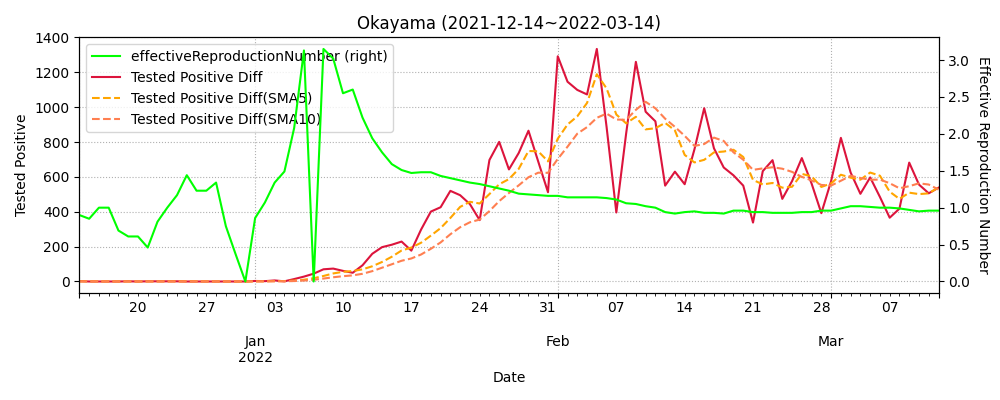 Okayama (2021-12-14~2022-03-14)
effectiveReproductionNumber (right)
Tested Positive Diff
Tested Positive Diff(SMA5)
Tested Positive Diff(SMA10)
Tested Positive
1400
1200
1000
800
600
400
200
0
3.0
2.5
2.0
1.5
1.0
0.5
0.0
Effective Reproduction Number
20 27 03 10 17 24 31 07 14 21 28 07
Jan Feb Mar
2022
Date